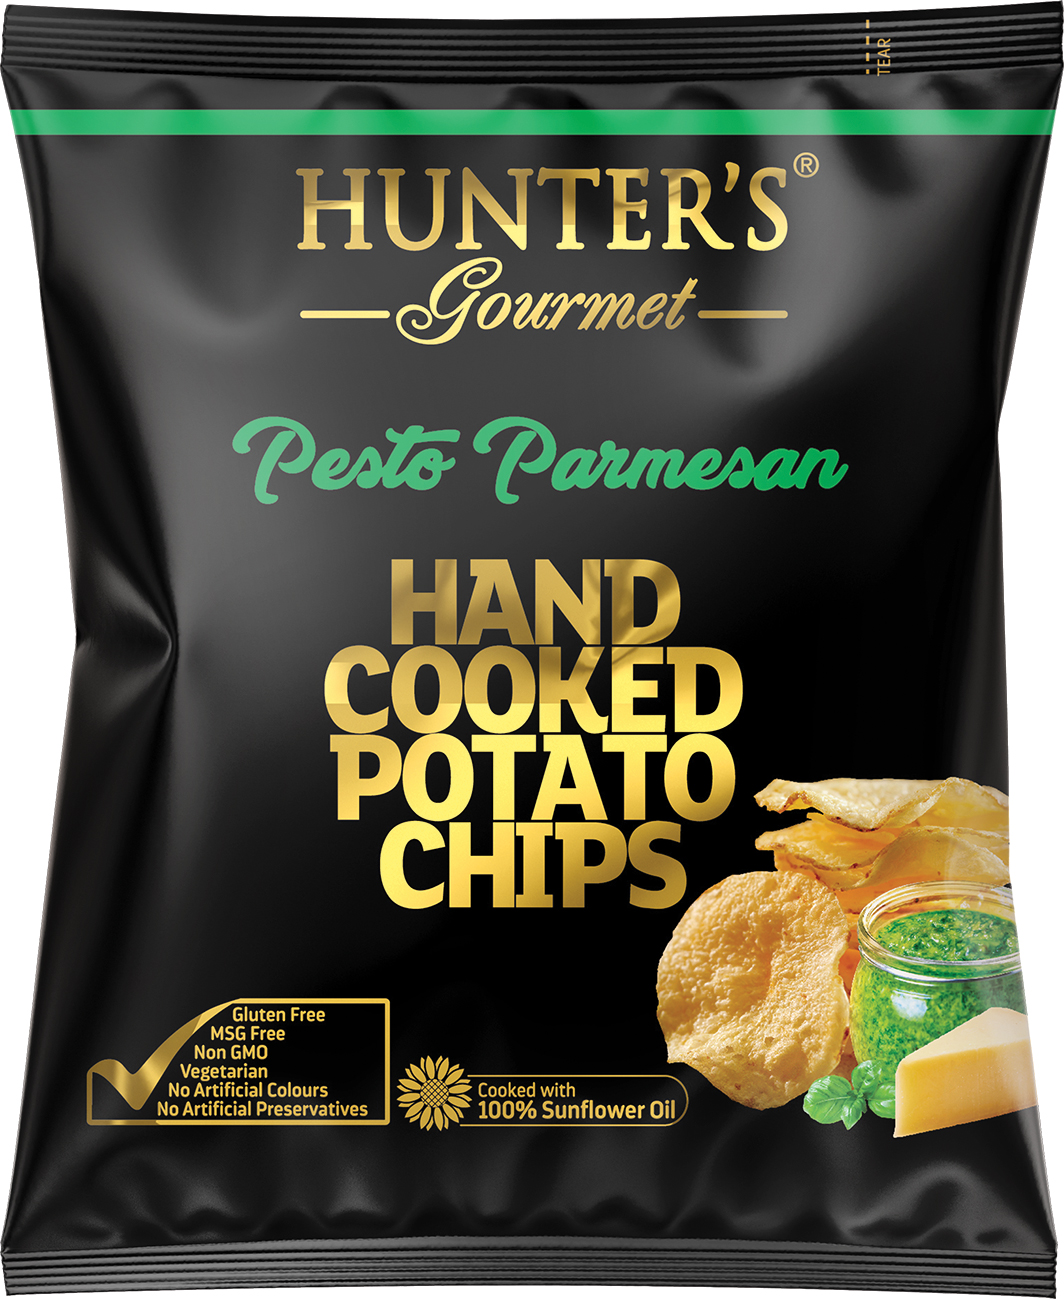 TEAR
HUNTER'S®
Gourmet
Pesto Parmesan
HAND
COOKED
POTATO
CHIPS
Gluten Free
MSG Free
Non GMO
Vegetarian
No Artificial Colours
No Artificial Preservatives
Cooked with
100% Sunflower Oil